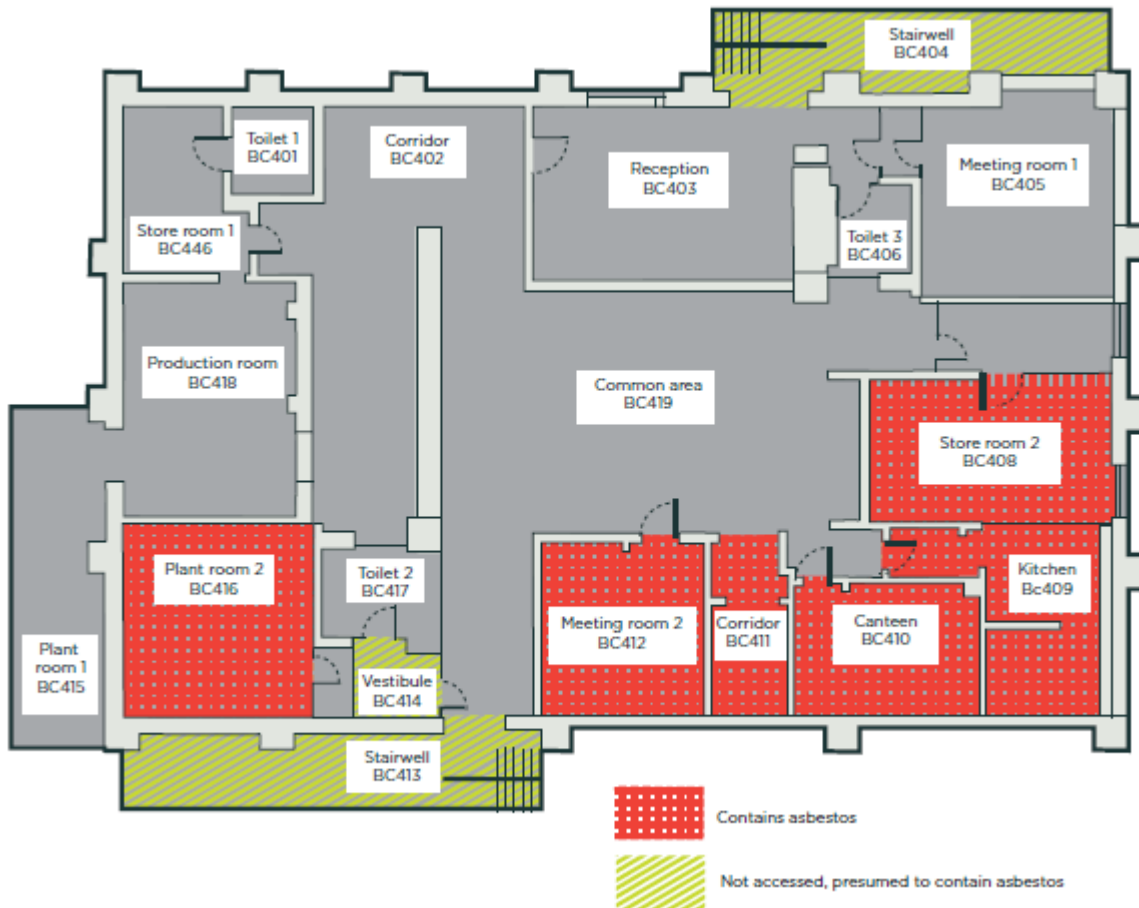 Stairwell
BC404
Toilet 1
BC401
Corridor
BC402
Reception
BC403
Meeting room 1
BC405
Store room 1
BC446
Toilet 3
BC406
Production room
BC418
Common area
BC419
Store room 2
BC408
Plant room 2
BC416
Toilet 2
BC417
Meeting room 2
BC412
Corridor
BC411
Canteen
BC410
Kitchen
Bc409
Plant
room 1
BC415
Vestibule
BC414
Stairwell
BC413
Contains asbestos
Not accessed, presumed to contain asbestos